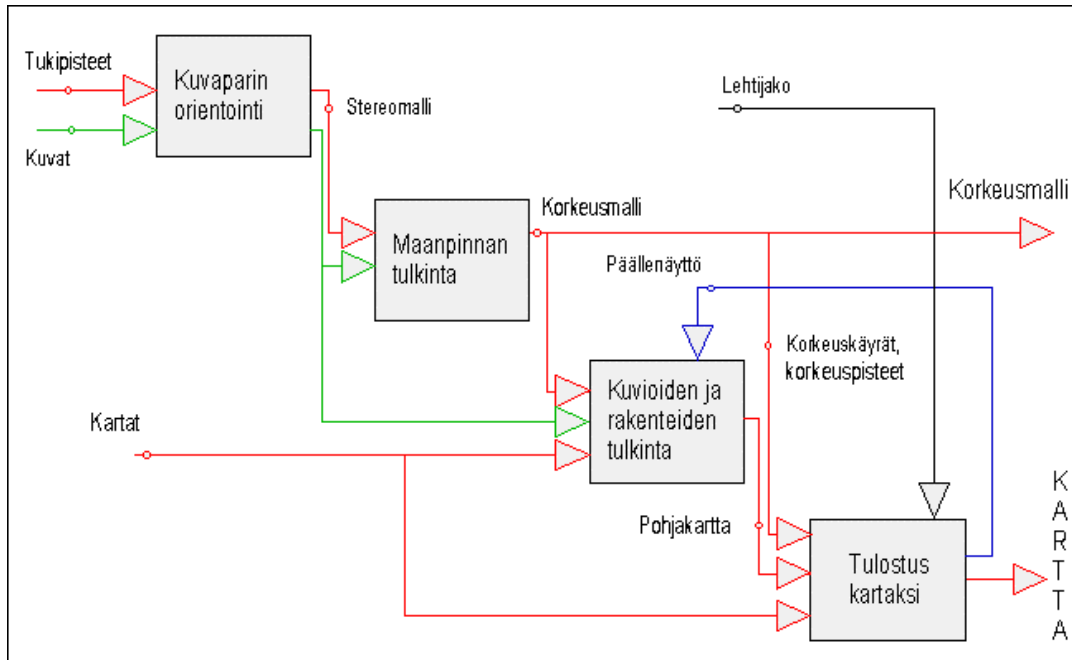 Tukipisteet
Kuvat
Kuvaparin
orientointi
Stereomalli
Lehtijako
Maanpinnan
tulkinta
Korkeusmalli
Korkeusmalli
Päällenäyttö
Korkeuskäyrät,
korkeuspisteet
Kuvioiden ja
rakenteiden
tulkinta
Kartat
Pohjakartta
Tulostus
kartaksi
KARTTA